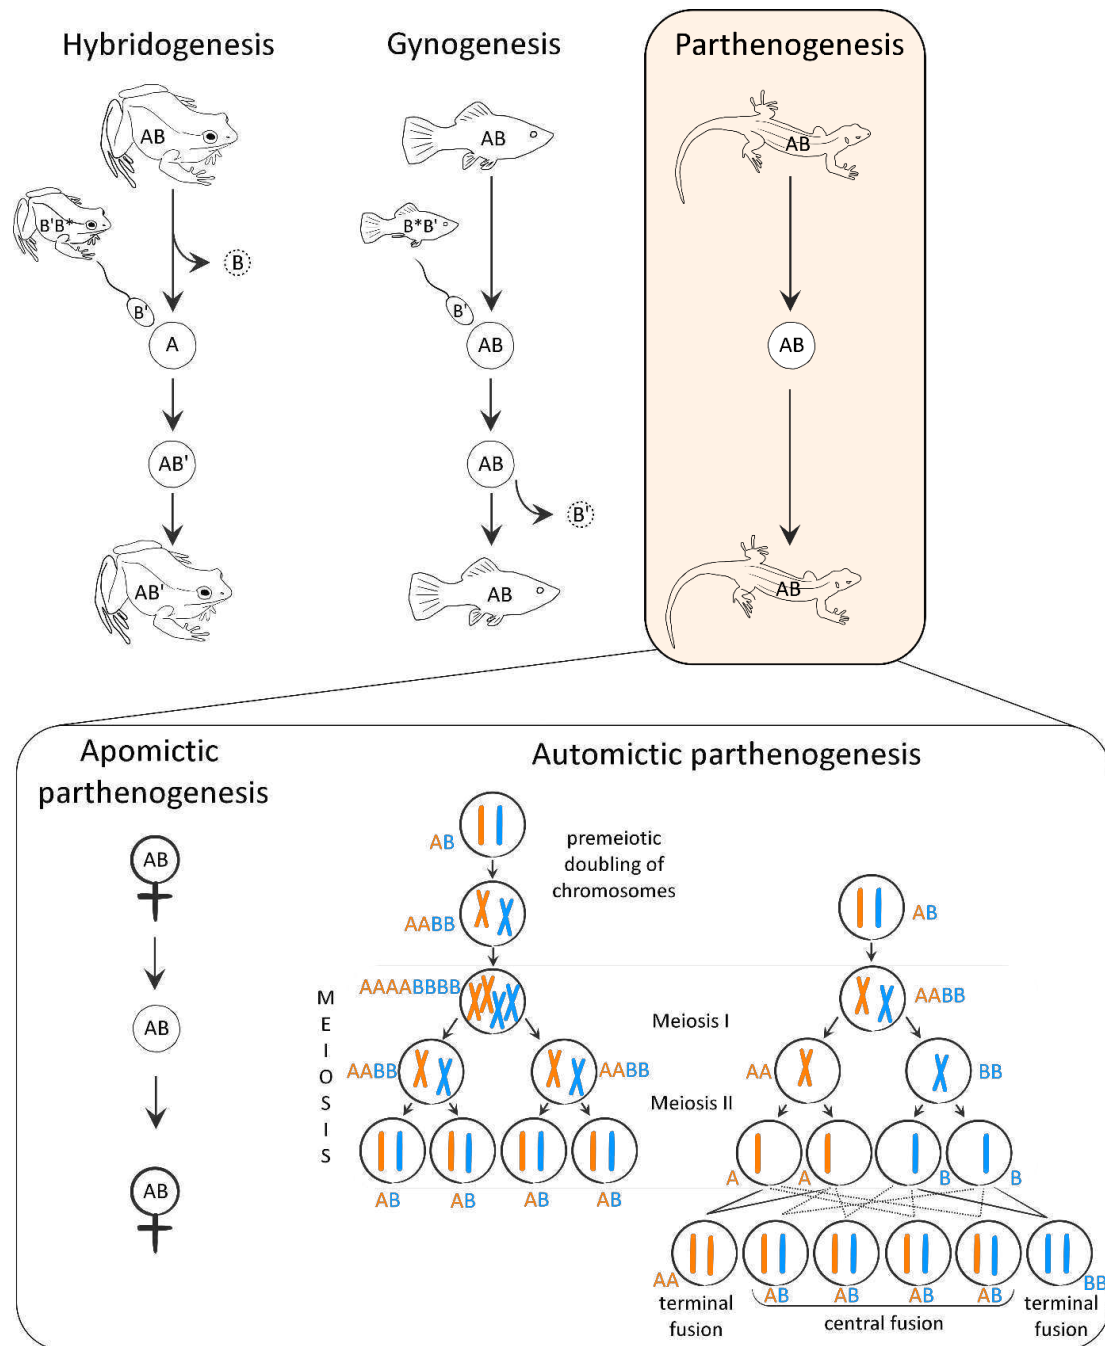 Hybridogenesis
AB
B'B*
B
B'
A
AB'
AB'
Gynogenesis
AB
B*B'
B'
AB
AB
B'
AB
Parthenogenesis
AB
AB
AB
Apomictic
parthenogenesis
AB
AB
AB
Automictic parthenogenesis
AB
premeiotic
doubling of
chromosomes
AABB
AB
MEIOSIS
AAAABBBB
AABB
Meiosis I
AABB
AABB
AA
BB
Meiosis II
A
A
B
B
AB
AB
AB
AB
AA
AB
AB
AB
AB
BB
terminal
fusion
central fusion
terminal
fusion